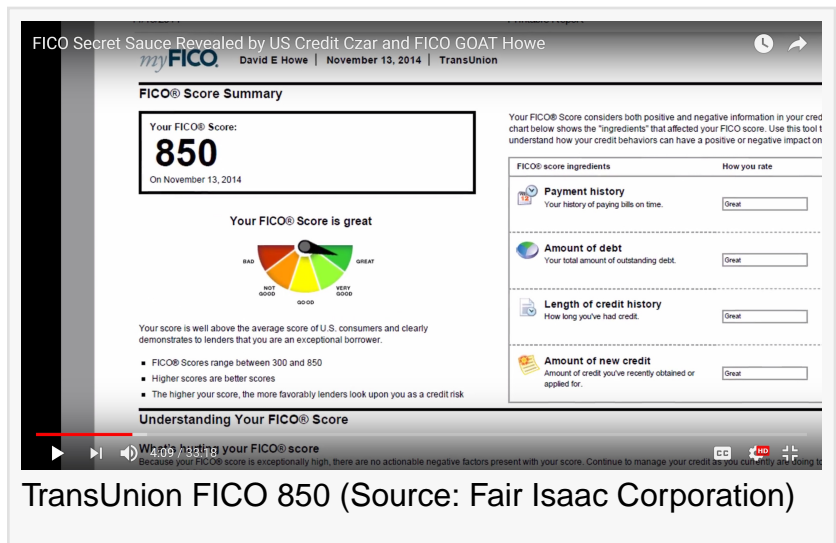 FICO Secret Sauce Revealed by US Credit Czar and FICO GOAT Howe
myFICO. David E Howe | November 13, 2014 | TransUnion
FICO® Score Summary
Your FICO® Score:
850
On November 13, 2014
Your FICO® Score is great
BAD
NOT GOOD
GOOD
VERY GOOD
GREAT
Your score is well above the average score of U.S. consumers and clearly
demonstrates to lenders that you are an exceptional borrower.
FICO® Scores range between 300 and 850
Higher scores are better scores
The higher your score, the more favorably lenders look upon you as a credit risk
Your FICO® Score considers both positive and negative information in your cred
chart below shows the "ingredients" that affected your FICO score. Use this tool t
understand how your credit behaviors can have a positive or negative impact on
FICO® score ingredients How you rate
12
Payment history
Your history of paying bills on time.
Great
Amount of debt
Your total amount of outstanding debt.
Great
Length of credit history
How long you've had credit.
Great
Amount of new credit
Amount of credit you've recently obtained or
applied for.
Great
Understanding Your FICO® Score
What's hurting your FICO® score
Because your FICO® score is exceptionally high, there are no actionable negative factors present with your score. Continue to manage your credit as you currently are doing to
4:09 / 33:18
CC
HD
TransUnion FICO 850 (Source: Fair Isaac Corporation)